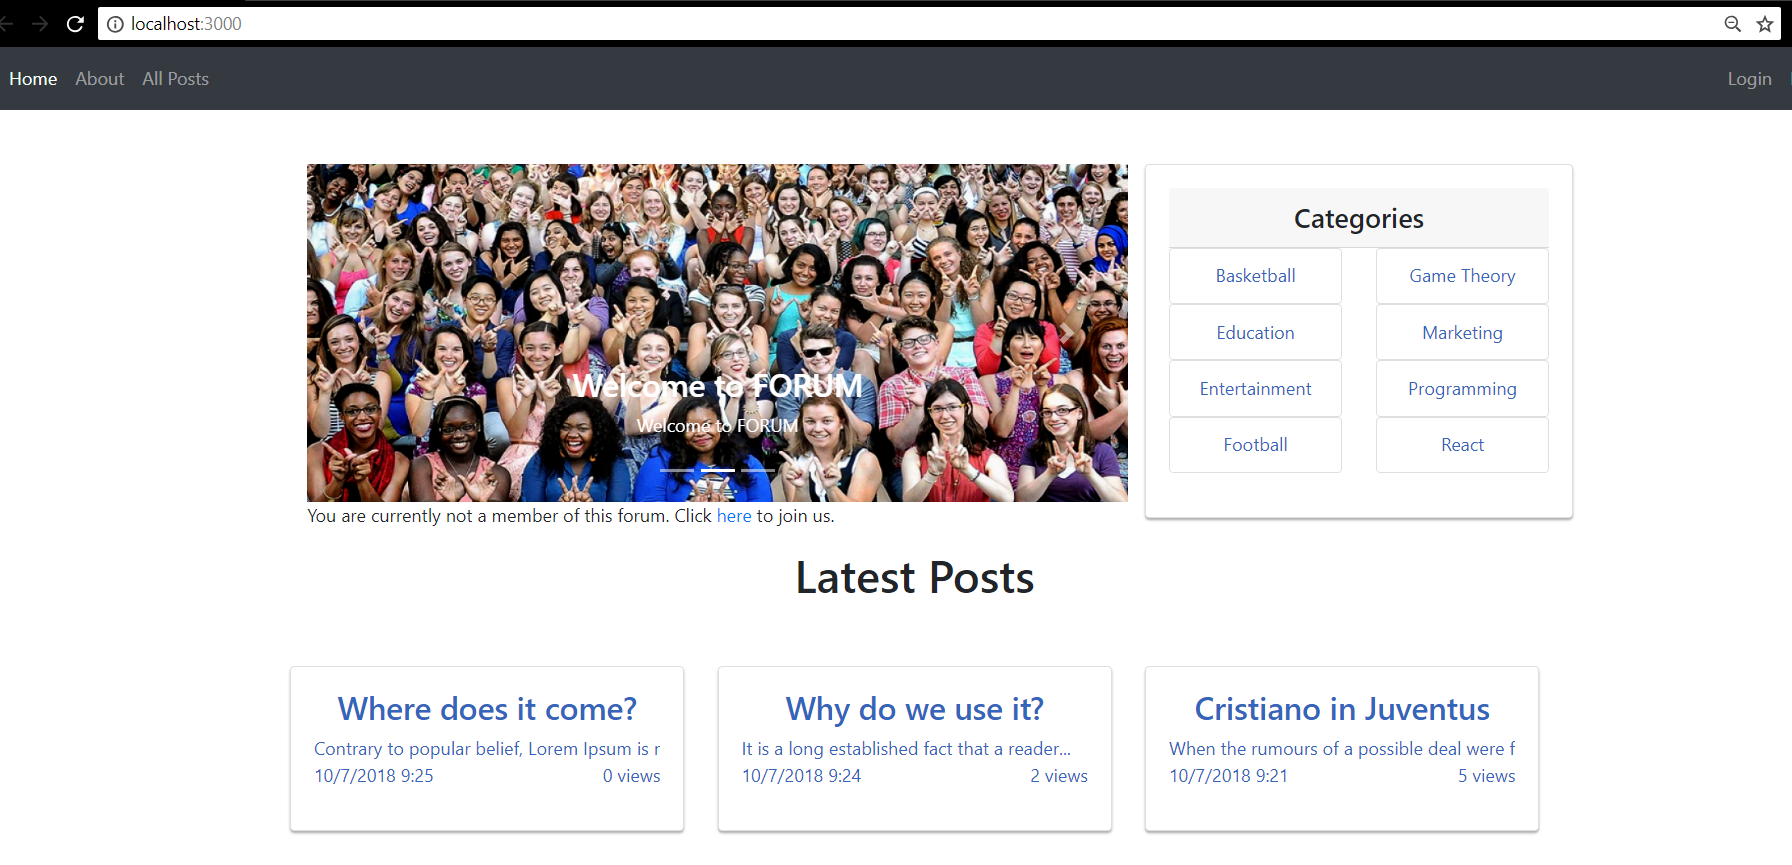 localhost:3000
Home About All Posts Login
Welcome to FORUM
Welcome to FORUM
You are currently not a member of this forum. Click here to join us.
Categories
Basketball Game Theory
Education Marketing
Entertainment Programming
Football React
Latest Posts
Where does it come?
Contrary to popular belief, Lorem Ipsum is
10/7/2018 9:25 0 views
Why do we use it?
It is a long established fact that a reader...
10/7/2018 9:24 2 views
Cristiano in Juventus
When the rumours of a possible deal were
10/7/2018 9:21 5 views